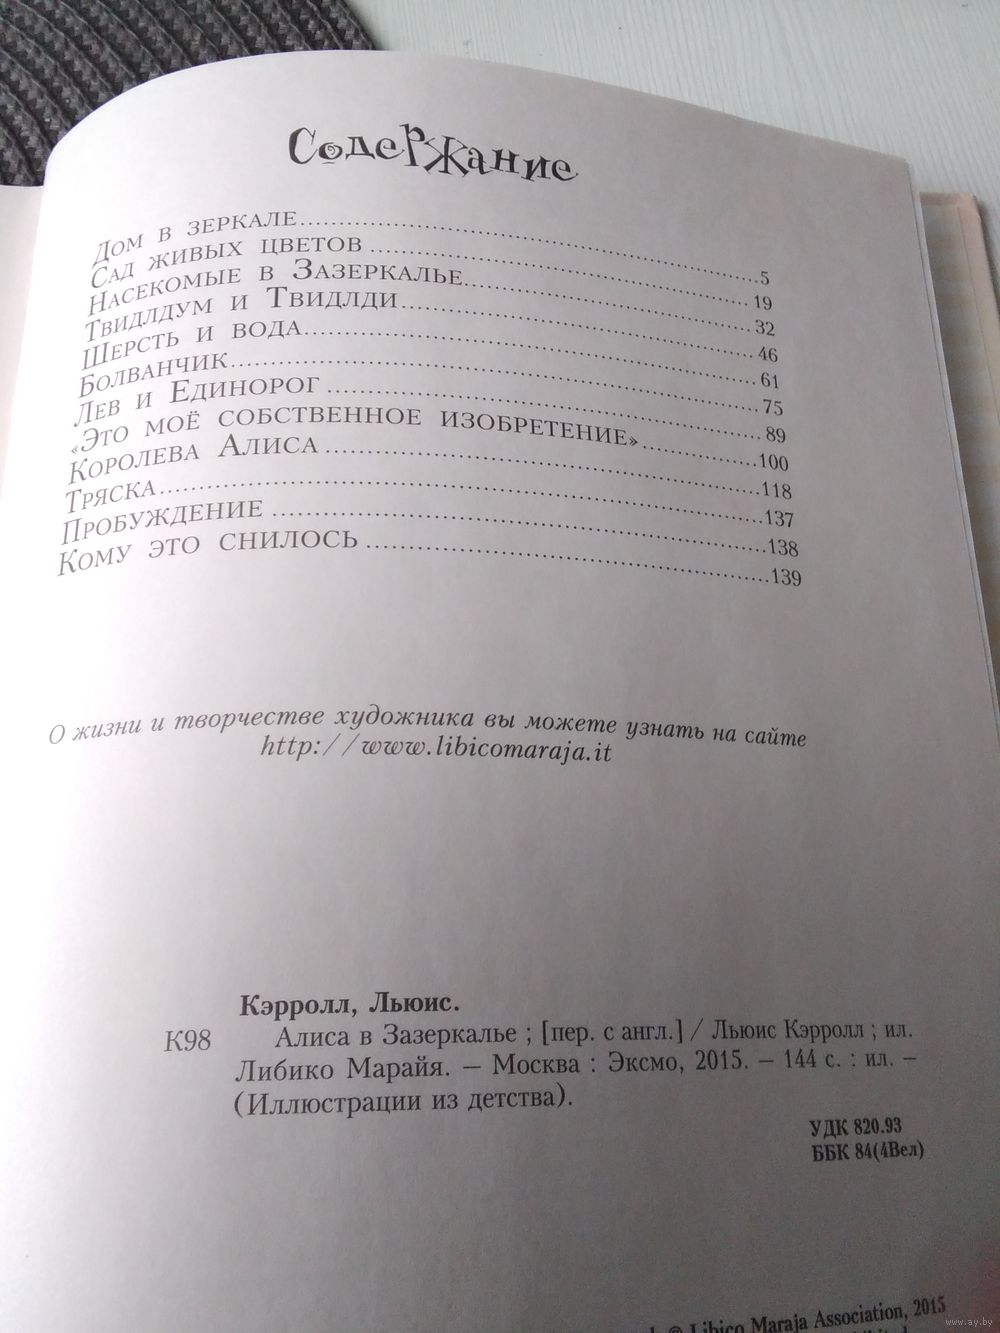 Содержание
Дом в зеркале.....5
Сад живых цветов.....19
Насекомые в Зазеркалье.....32
Твидлдум и Твидлди.....46
Шерсть и вода.....61
Болванчик.....75
Лев и Единорог.....89
«Это моё собственное изобретение».....100
Королева Алиса.....118
Тряска.....137
Пробуждение.....138
Кому это снилось.....139
О жизни и творчестве художника вы можете узнать на сайте
http://www.libicomaraja.it
Кэрролл, Льюис.
К98 Алиса в Зазеркалье ; [пер. с англ.] / Льюис Кэрролл ; ил.
Либико Марайя. – Москва : Эксмо, 2015. – 144 с. : ил. –
(Иллюстрации из детства).
УДК 820.93
ББК 84(4Вел)
© Libico Maraja Association, 2015
www.ay.by